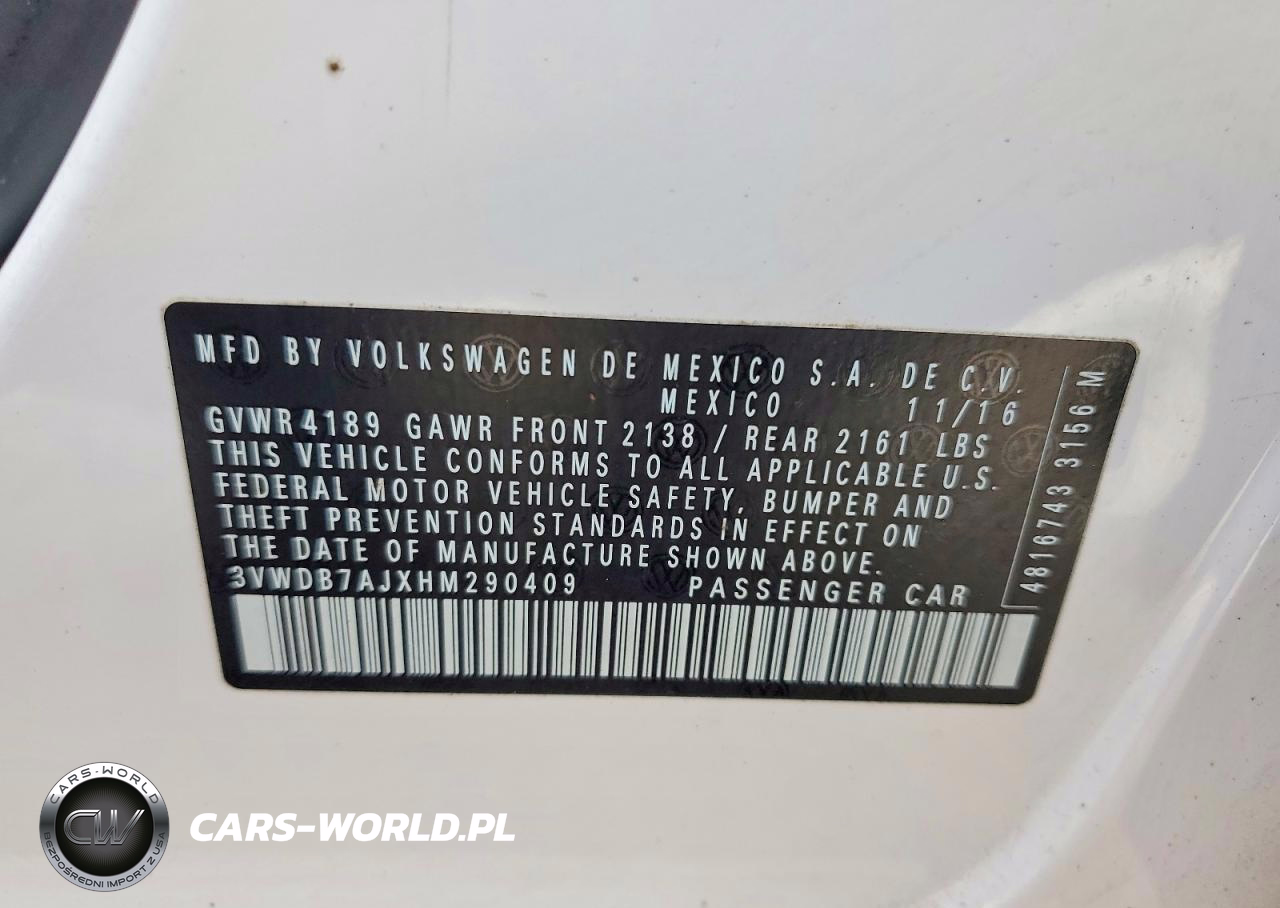 MFD BY VOLKSWAGEN DE MEXICO S.A. DE C.V.
MEXICO 11/16
GVWR 4189 GAWR FRONT 2138 / REAR 2161 LBS
THIS VEHICLE CONFORMS TO ALL APPLICABLE U.S.
FEDERAL MOTOR VEHICLE SAFETY, BUMPER AND
THEFT PREVENTION STANDARDS IN EFFECT ON
THE DATE OF MANUFACTURE SHOWN ABOVE.
3VWDB7AJXHM290409 PASSENGER CAR
4816743 3156 M
CARS-WORLD
CW
BEZPOŚREDNI IMPORT Z USA
CARS-WORLD.PL